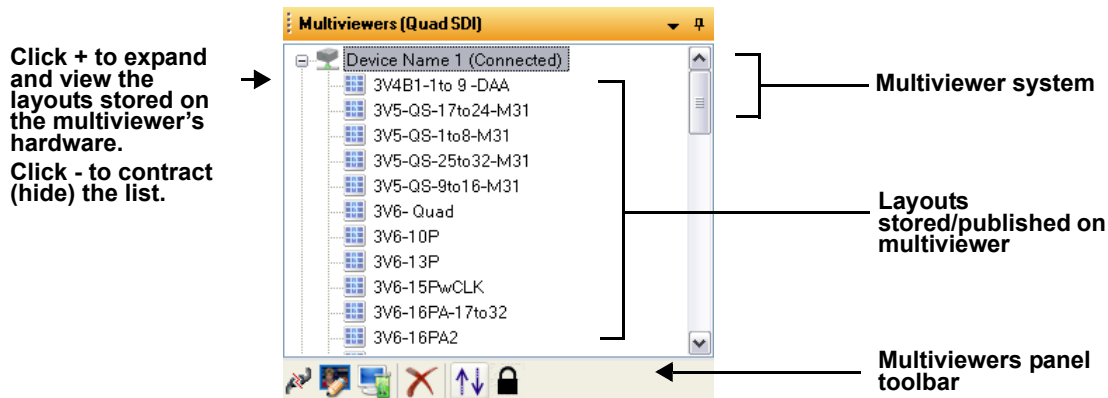 Multiviewers (Quad SDI)
Click + to expand
and view the
layouts stored on
the multiviewer's
hardware.
Click - to contract
(hide) the list.
Device Name 1 (Connected)
3V4B1-1to 9 -DAA
3V5-QS-17to24-M31
3V5-QS-1to8-M31
3V5-QS-25to32-M31
3V5-QS-9to16-M31
3V6- Quad
3V6-10P
3V6-13P
3V6-15PwCLK
3V6-16PA-17to32
3V6-16PA2
Multiviewer system
Layouts
stored/published on
multiviewer
Multiviewers panel
toolbar